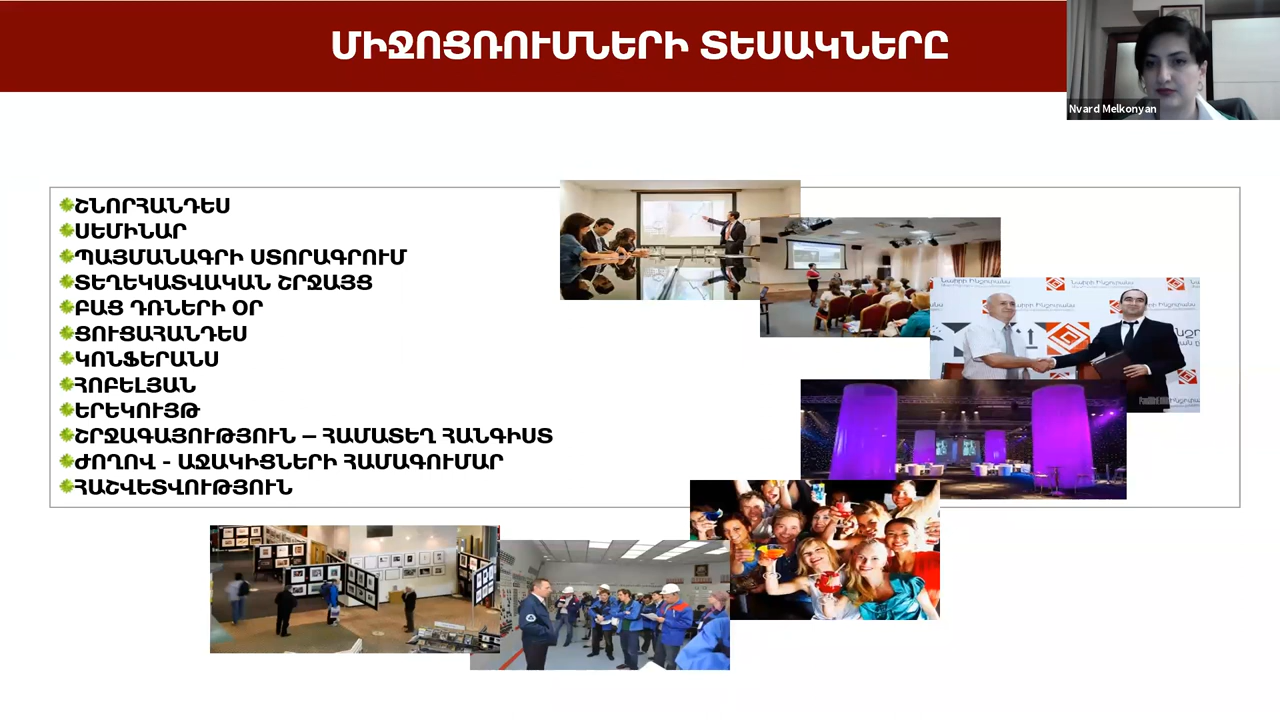 ՄԻՋՈՑՌՈՒՄՆԵՐԻ ՏԵՍԱԿՆԵՐԸ
Nvard Melkonyan
ՇՆՈՐՀԱՆԴԵՍ
ՍԵՄԻՆԱՐ
ՊԱՅՄԱՆԱԳՐԻ ՍՏՈՐԱԳՐՈՒՄ
ՏԵՂԵԿԱՏՎԱԿԱՆ ՇՐՋԱՅՑ
ԲԱՑ ԴՌՆԵՐԻ ՕՐ
ՑՈՒՑԱՀԱՆԴԵՍ
ԿՈՆՖԵՐԱՆՍ
ՀՈԲԵԼՅԱՆ
ԵՐԵԿՈՒՅԹ
ՇՐՋԱԳԱՅՈՒԹՅՈՒՆ – ՀԱՄԱՏԵՂ ՀԱՆԳԻՍՏ
ԺՈՂՈՎ - ԱՋԱԿԻՑՆԵՐԻ ՀԱՄԱԳՈՒՄԱՐ
ՀԱՇՎԵՏՎՈՒԹՅՈՒՆ